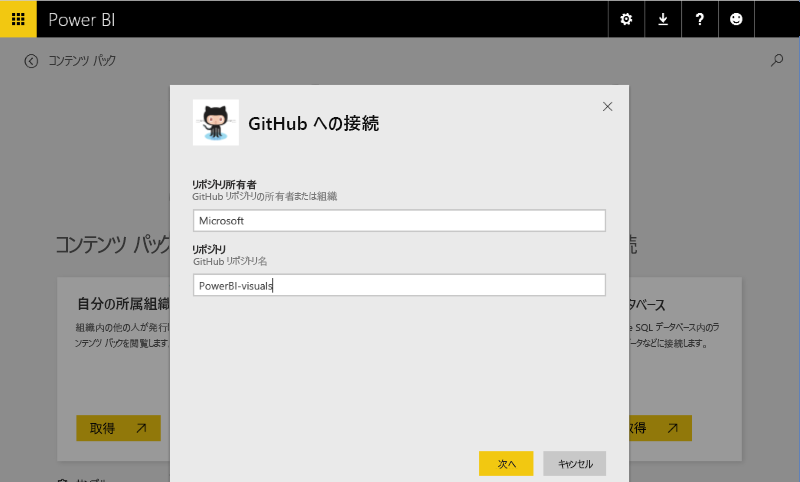 Power BI
?
コンテンツ パック
GitHub への接続
リポジトリ所有者
GitHub リポジトリの所有者または組織
Microsoft
リポジトリ
GitHub リポジトリ名
PowerBI-visuals
コンテンツ パック
続
自分の所属組織
組織内の他の人が発行
ンテンツ パックを閲覧します
取得
タベース
e SQL データベース内のラ
ータなどに接続します。
取得
次へ
キャンセル